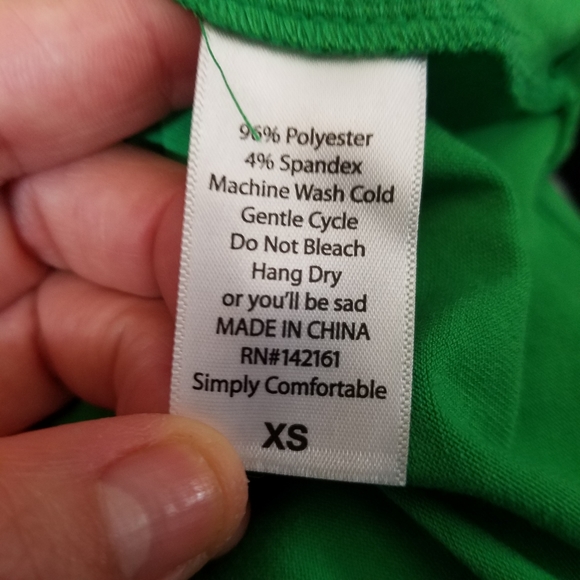 96% Polyester
4% Spandex
Machine Wash Cold
Gentle Cycle
Do Not Bleach
Hang Dry
or you'll be sad
MADE IN CHINA
RN#142161
Simply Comfortable
XS